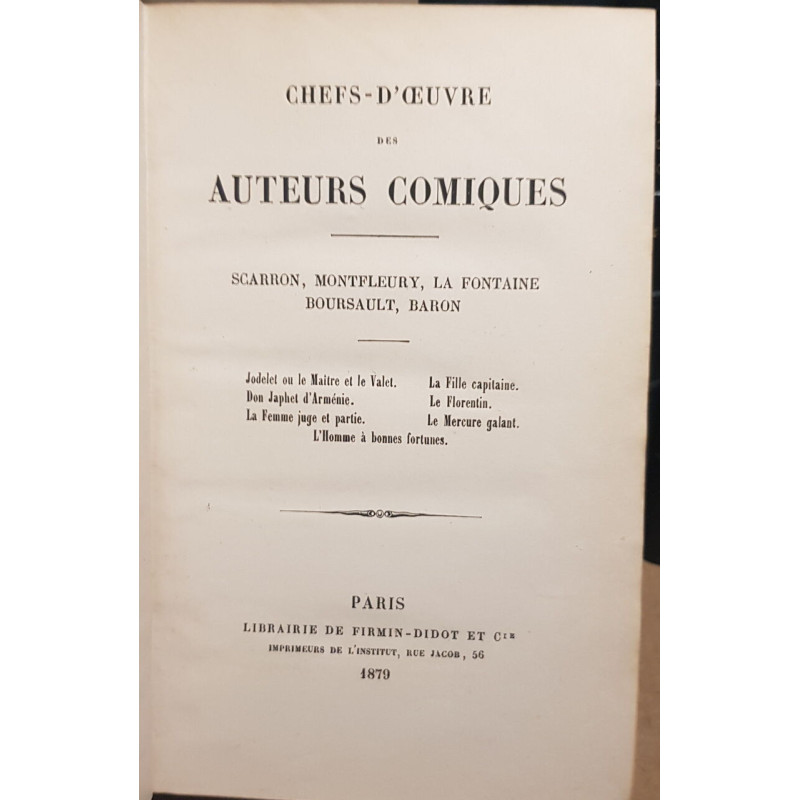 CHEFS-D'ŒUVRE
DES
AUTEURS COMIQUES
SCARRON, MONTFLEURY, LA FONTAINE
BOURSAULT, BARON
Jodelet ou le Maître et le Valet. La Fille capitaine.
Don Japhet d'Arménie. Le Florentin.
La Femme juge et partie. Le Mercure galant.
L'Homme à bonnes fortunes.
PARIS
LIBRAIRIE DE FIRMIN-DIDOT ET CIE
IMPRIMEURS DE L'INSTITUT, RUE JACOB, 56
1879